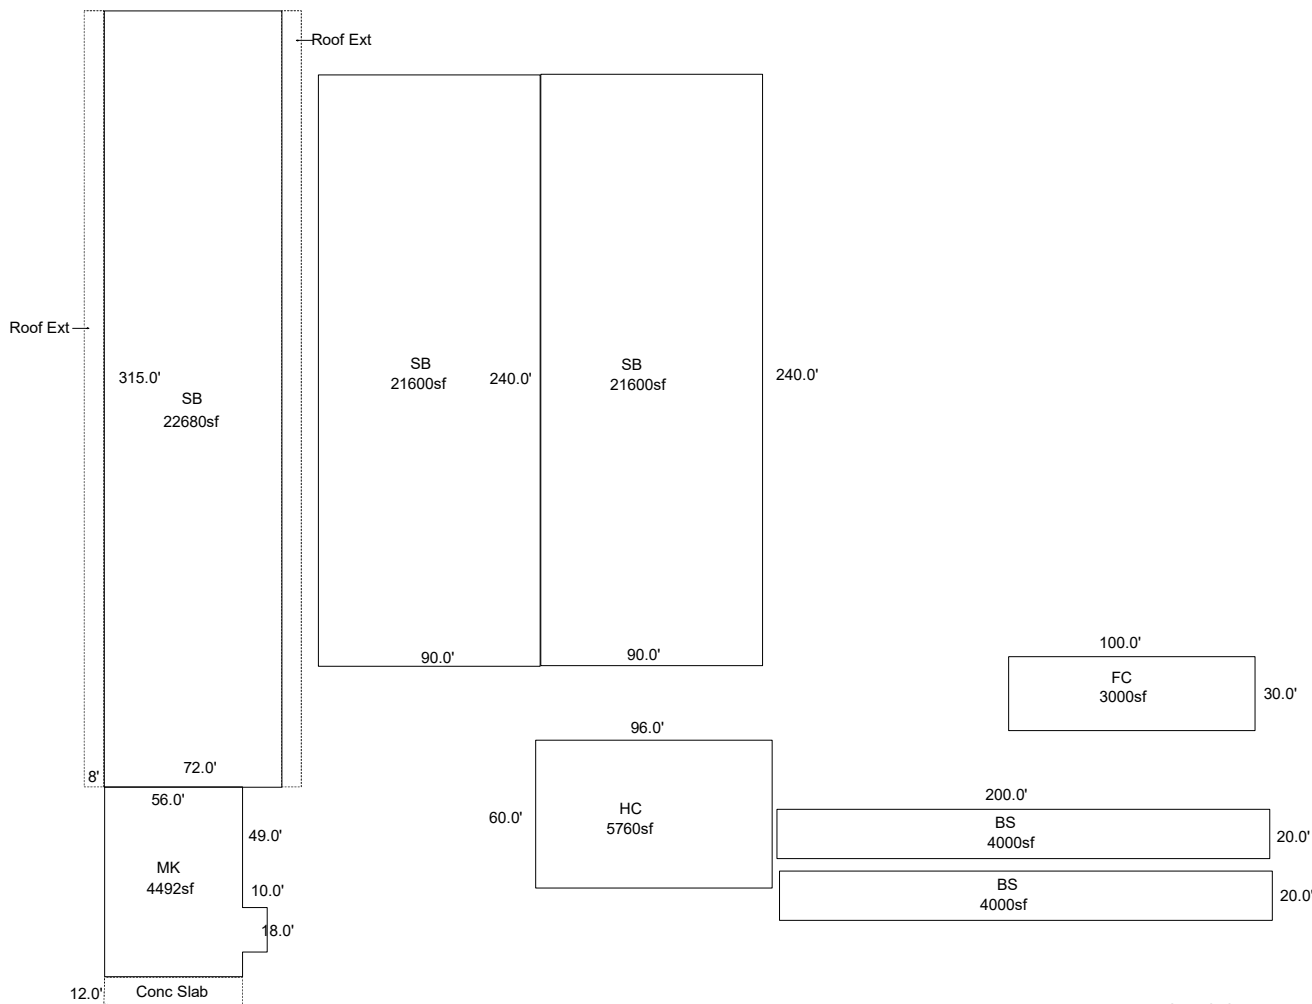 Roof Ext
Roof Ext
315.0'
SB
22680sf
SB
21600sf
240.0'
SB
21600sf
240.0'
90.0'
90.0'
100.0'
FC
3000sf
30.0'
96.0'
8'
72.0'
56.0'
60.0'
HC
5760sf
200.0'
BS
4000sf
20.0'
49.0'
MK
4492sf
10.0'
BS
4000sf
20.0'
18.0'
12.0'
Conc Slab